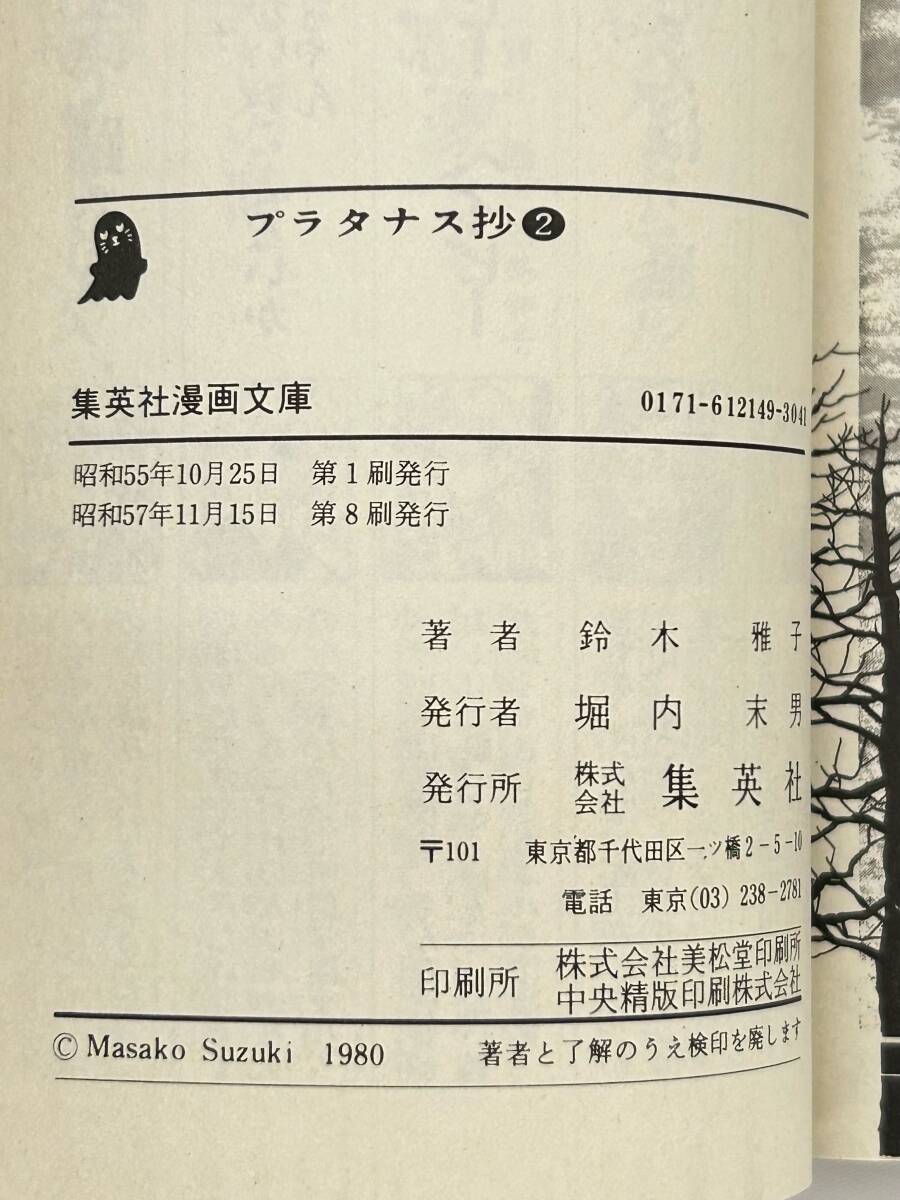 プラタナス抄❷
集英社漫画文庫 0171-612149-3041
昭和55年10月25日 第1刷発行
昭和57年11月15日 第8刷発行
著者 鈴木雅子
発行者 堀内末男
発行所 株式会社 集英社
〒101 東京都千代田区一ツ橋2-5-10
電話 東京(03) 238-2781
印刷所 株式会社美松堂印刷所
中央精版印刷株式会社
© Masako Suzuki 1980 著者と了解のうえ検印を廃します